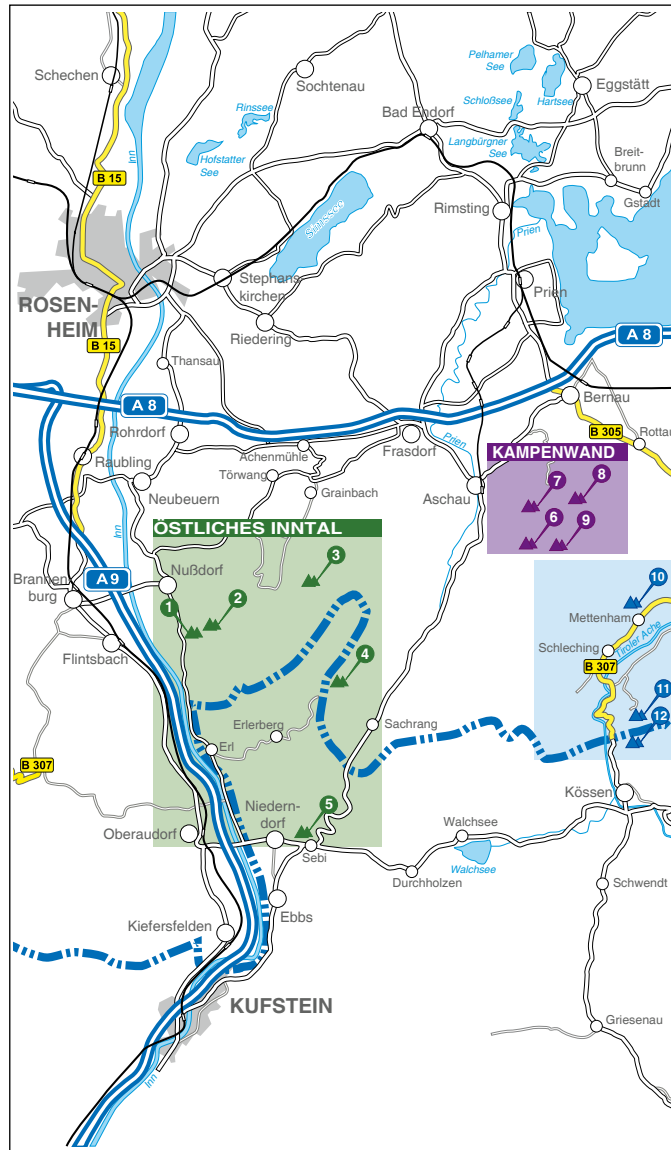 Schechen
Sochtenau
Pelhamer
See
Eggstätt
Rinssee
Schloßsee
Hartsee
Bad Endorf
Inn
Hofstatter
See
Langbürgner
See
Breit-
brunn
B 15
Gstadt
Simssee
Rimsting
Prien
ROSEN-
HEIM
Stephans
kirchen
Prien
Riedering
B 15
A 8
Thansau
A 8
Bernau
Rohrdorf
B 305
Rottau
Achenmühle
Frasdorf
Prien
KAMPENWAND
Raubling
Törwang
Aschau
7
8
Neubeuern
Grainbach
6
9
Inn
ÖSTLICHES INNTAL
3
A 9
Nußdorf
Brannen-
burg
10
1
2
Mettenham
Flintsbach
Schleching
Tiroler Ache
4
B 307
11
Sachrang
12
Erlerberg
Erl
B 307
Kössen
Niedern-
dorf
5
Oberaudorf
Walchsee
Sebi
Walchsee
Durchholzen
Schwendt
Ebbs
Kiefersfelden
KUFSTEIN
Griesenau
Inn